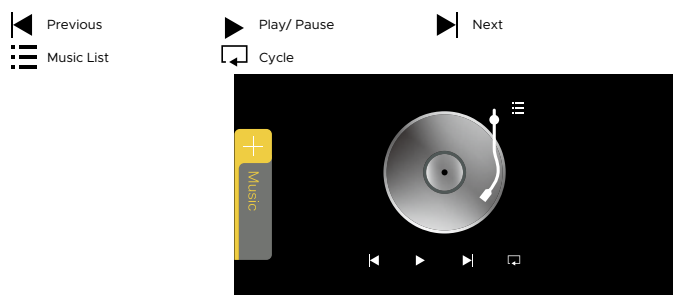 Previous
Play/ Pause
Next
Music List
Cycle
Music